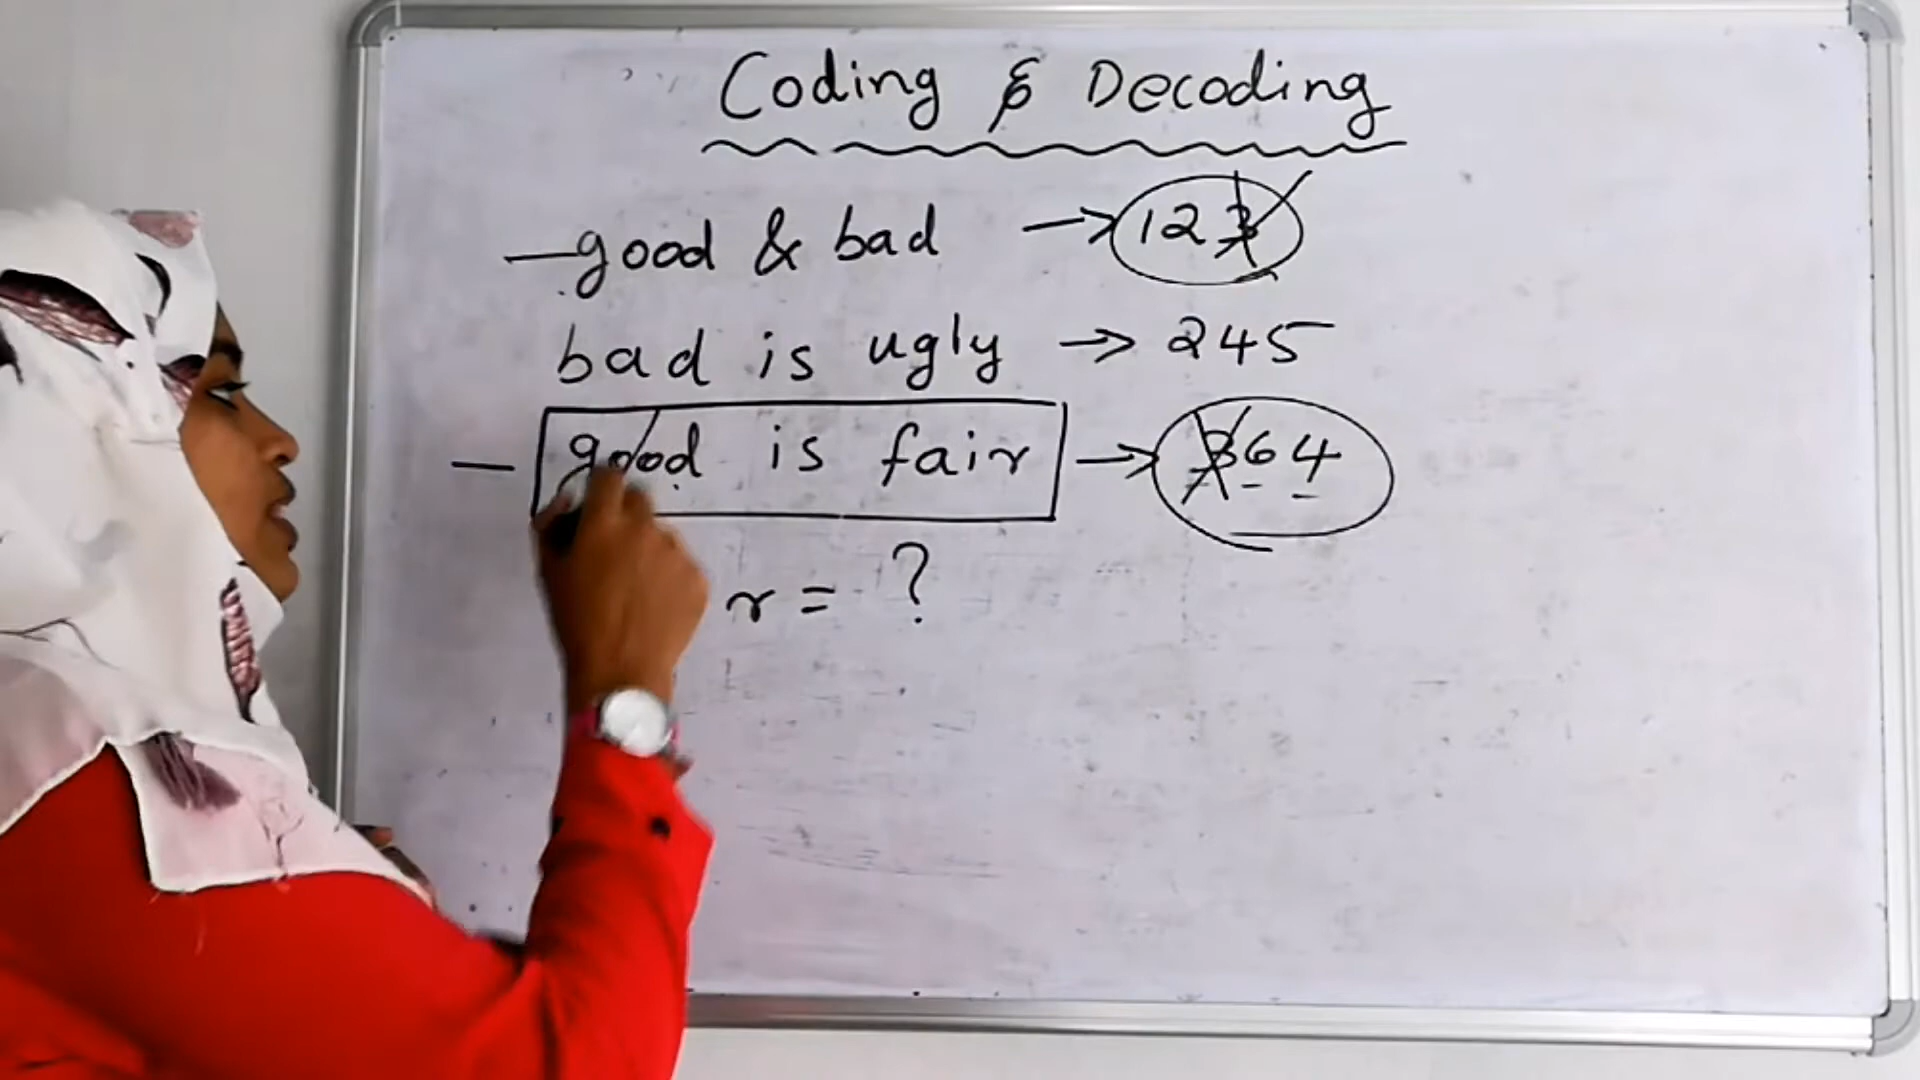 Coding & Decoding
good & bad → 123
bad is ugly → 245
good is fair → 364
r = ?